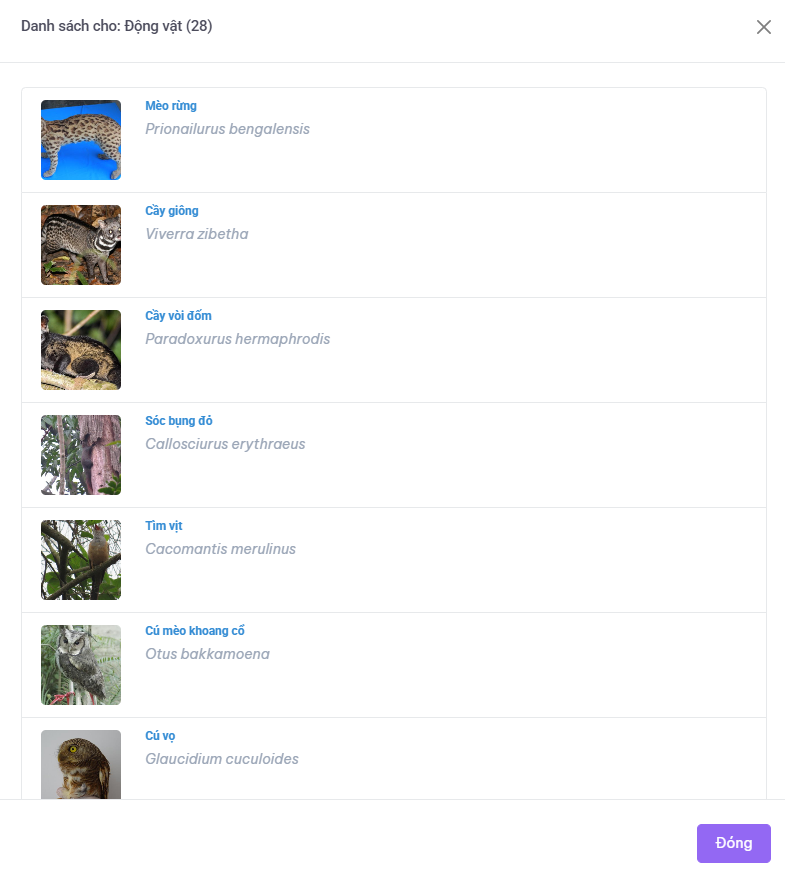 Danh sách cho: Động vật (28)
Mèo rừng
Prionailurus bengalensis
Cầy giông
Viverra zibetha
Cầy vòi đốm
Paradoxurus hermaphrodis
Sóc bụng đỏ
Callosciurus erythraeus
Tìm vịt
Cacomantis merulinus
Cú mèo khoang cổ
Otus bakkamoena
Cú vọ
Glaucidium cuculoides
Đóng